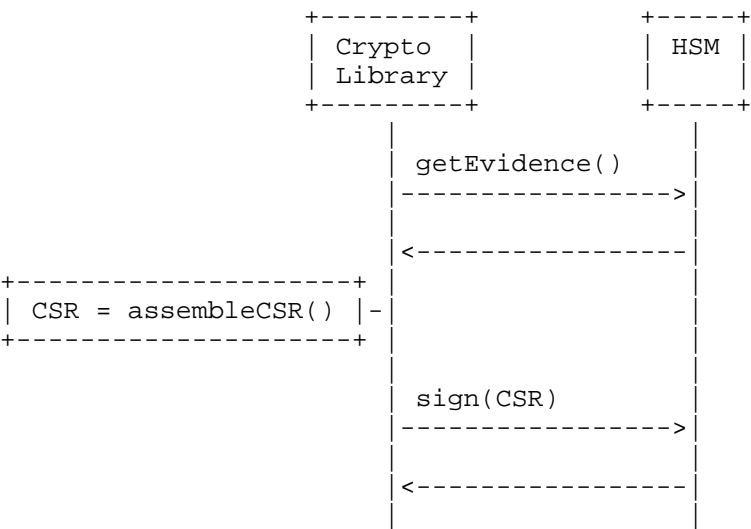 Crypto HSM
Library
getEvidence()
CSR = assembleCSR()
sign(CSR)